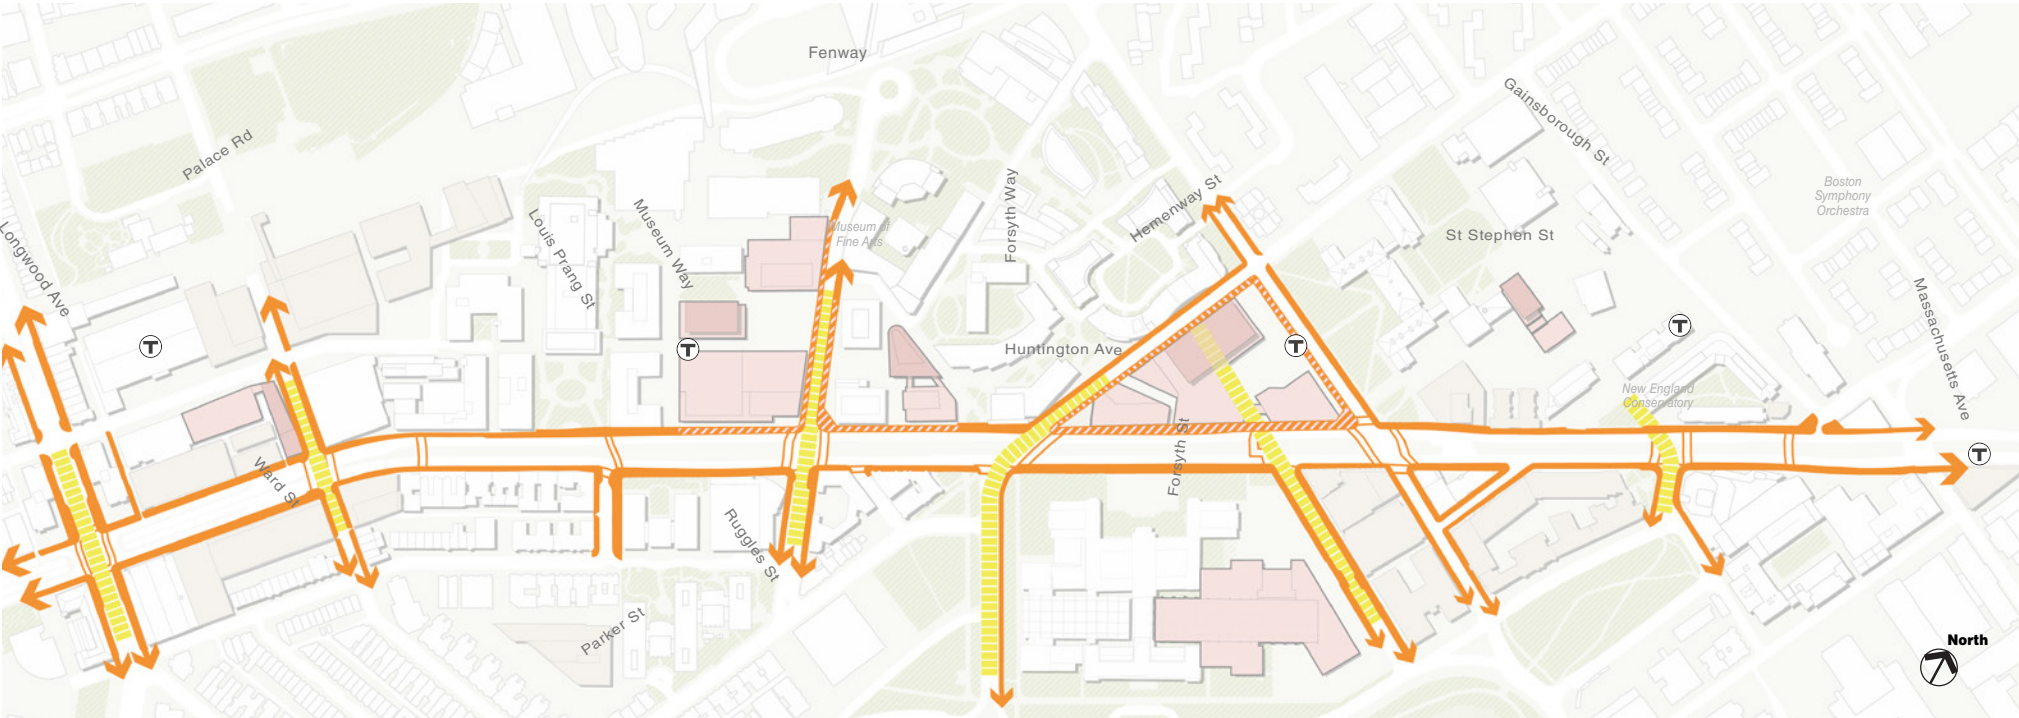 Fenway
Gainsborough St
Palace Rd
Boston
Symphony
Orchestra
Forsyth Way
Hemenway St
Museum Way
Louis Prang St
Museum of
Fine Arts
St Stephen St
Longwood Ave
Massachusetts Ave
T
T
T
T
Huntington Ave
New England
Conservatory
T
Forsyth St
Ward St
Ruggles St
Parker St
North